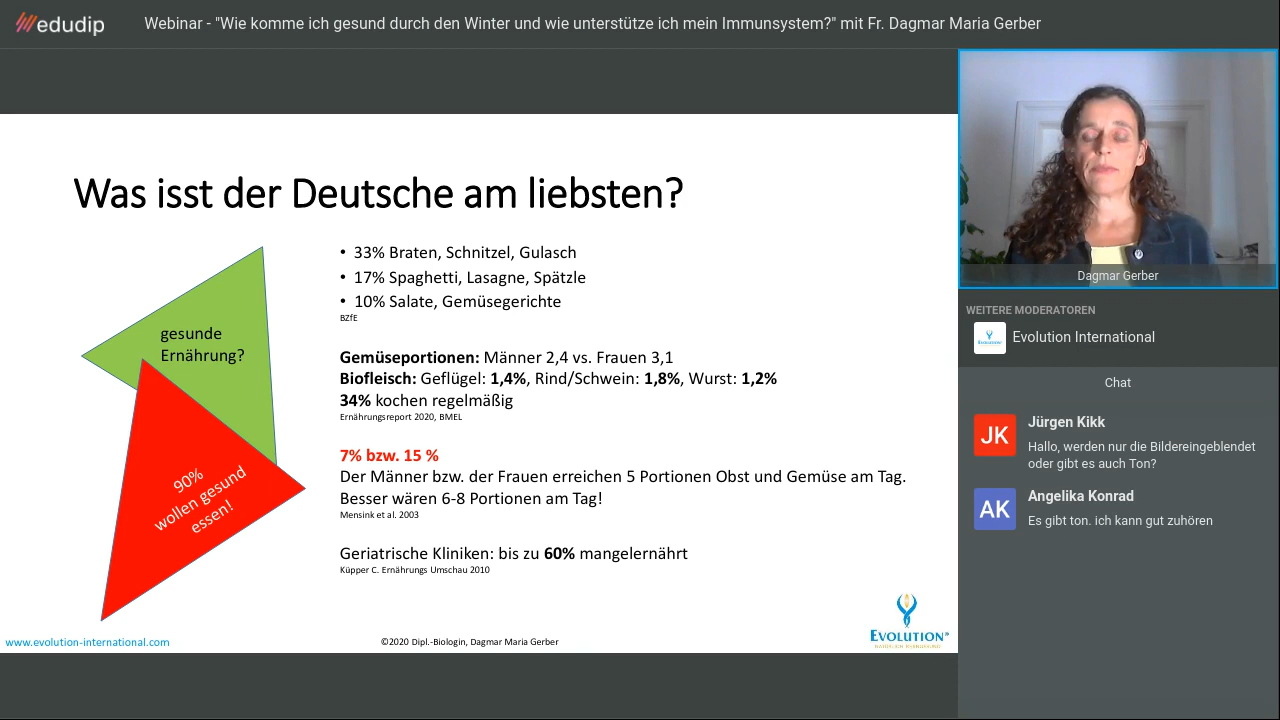 edudip
Webinar - "Wie komme ich gesund durch den Winter und wie unterstütze ich mein Immunsystem?" mit Fr. Dagmar Maria Gerber
Was isst der Deutsche am liebsten?
gesunde
Ernährung?
90%
wollen gesund
essen!
• 33% Braten, Schnitzel, Gulasch
• 17% Spaghetti, Lasagne, Spätzle
• 10% Salate, Gemüsegerichte
BZfE
Gemüseportionen: Männer 2,4 vs. Frauen 3,1
Biofleisch: Geflügel: 1,4%, Rind/Schwein: 1,8%, Wurst: 1,2%
34% kochen regelmäßig
Ernährungsreport 2020, BMEL
7% bzw. 15 %
Der Männer bzw. der Frauen erreichen 5 Portionen Obst und Gemüse am Tag.
Besser wären 6-8 Portionen am Tag!
Mensink et al. 2003
Geriatrische Kliniken: bis zu 60% mangelernährt
Küpper C. Ernährungs Umschau 2010
www.evolution-international.com
©2020 Dipl.-Biologin, Dagmar Maria Gerber
EVOLUTION®
Dagmar Gerber
WEITERE MODERATOREN
Evolution International
Chat
JK
Jürgen Kikk
Hallo, werden nur die Bildereingeblendet
oder gibt es auch Ton?
AK
Angelika Konrad
Es gibt ton. ich kann gut zuhören